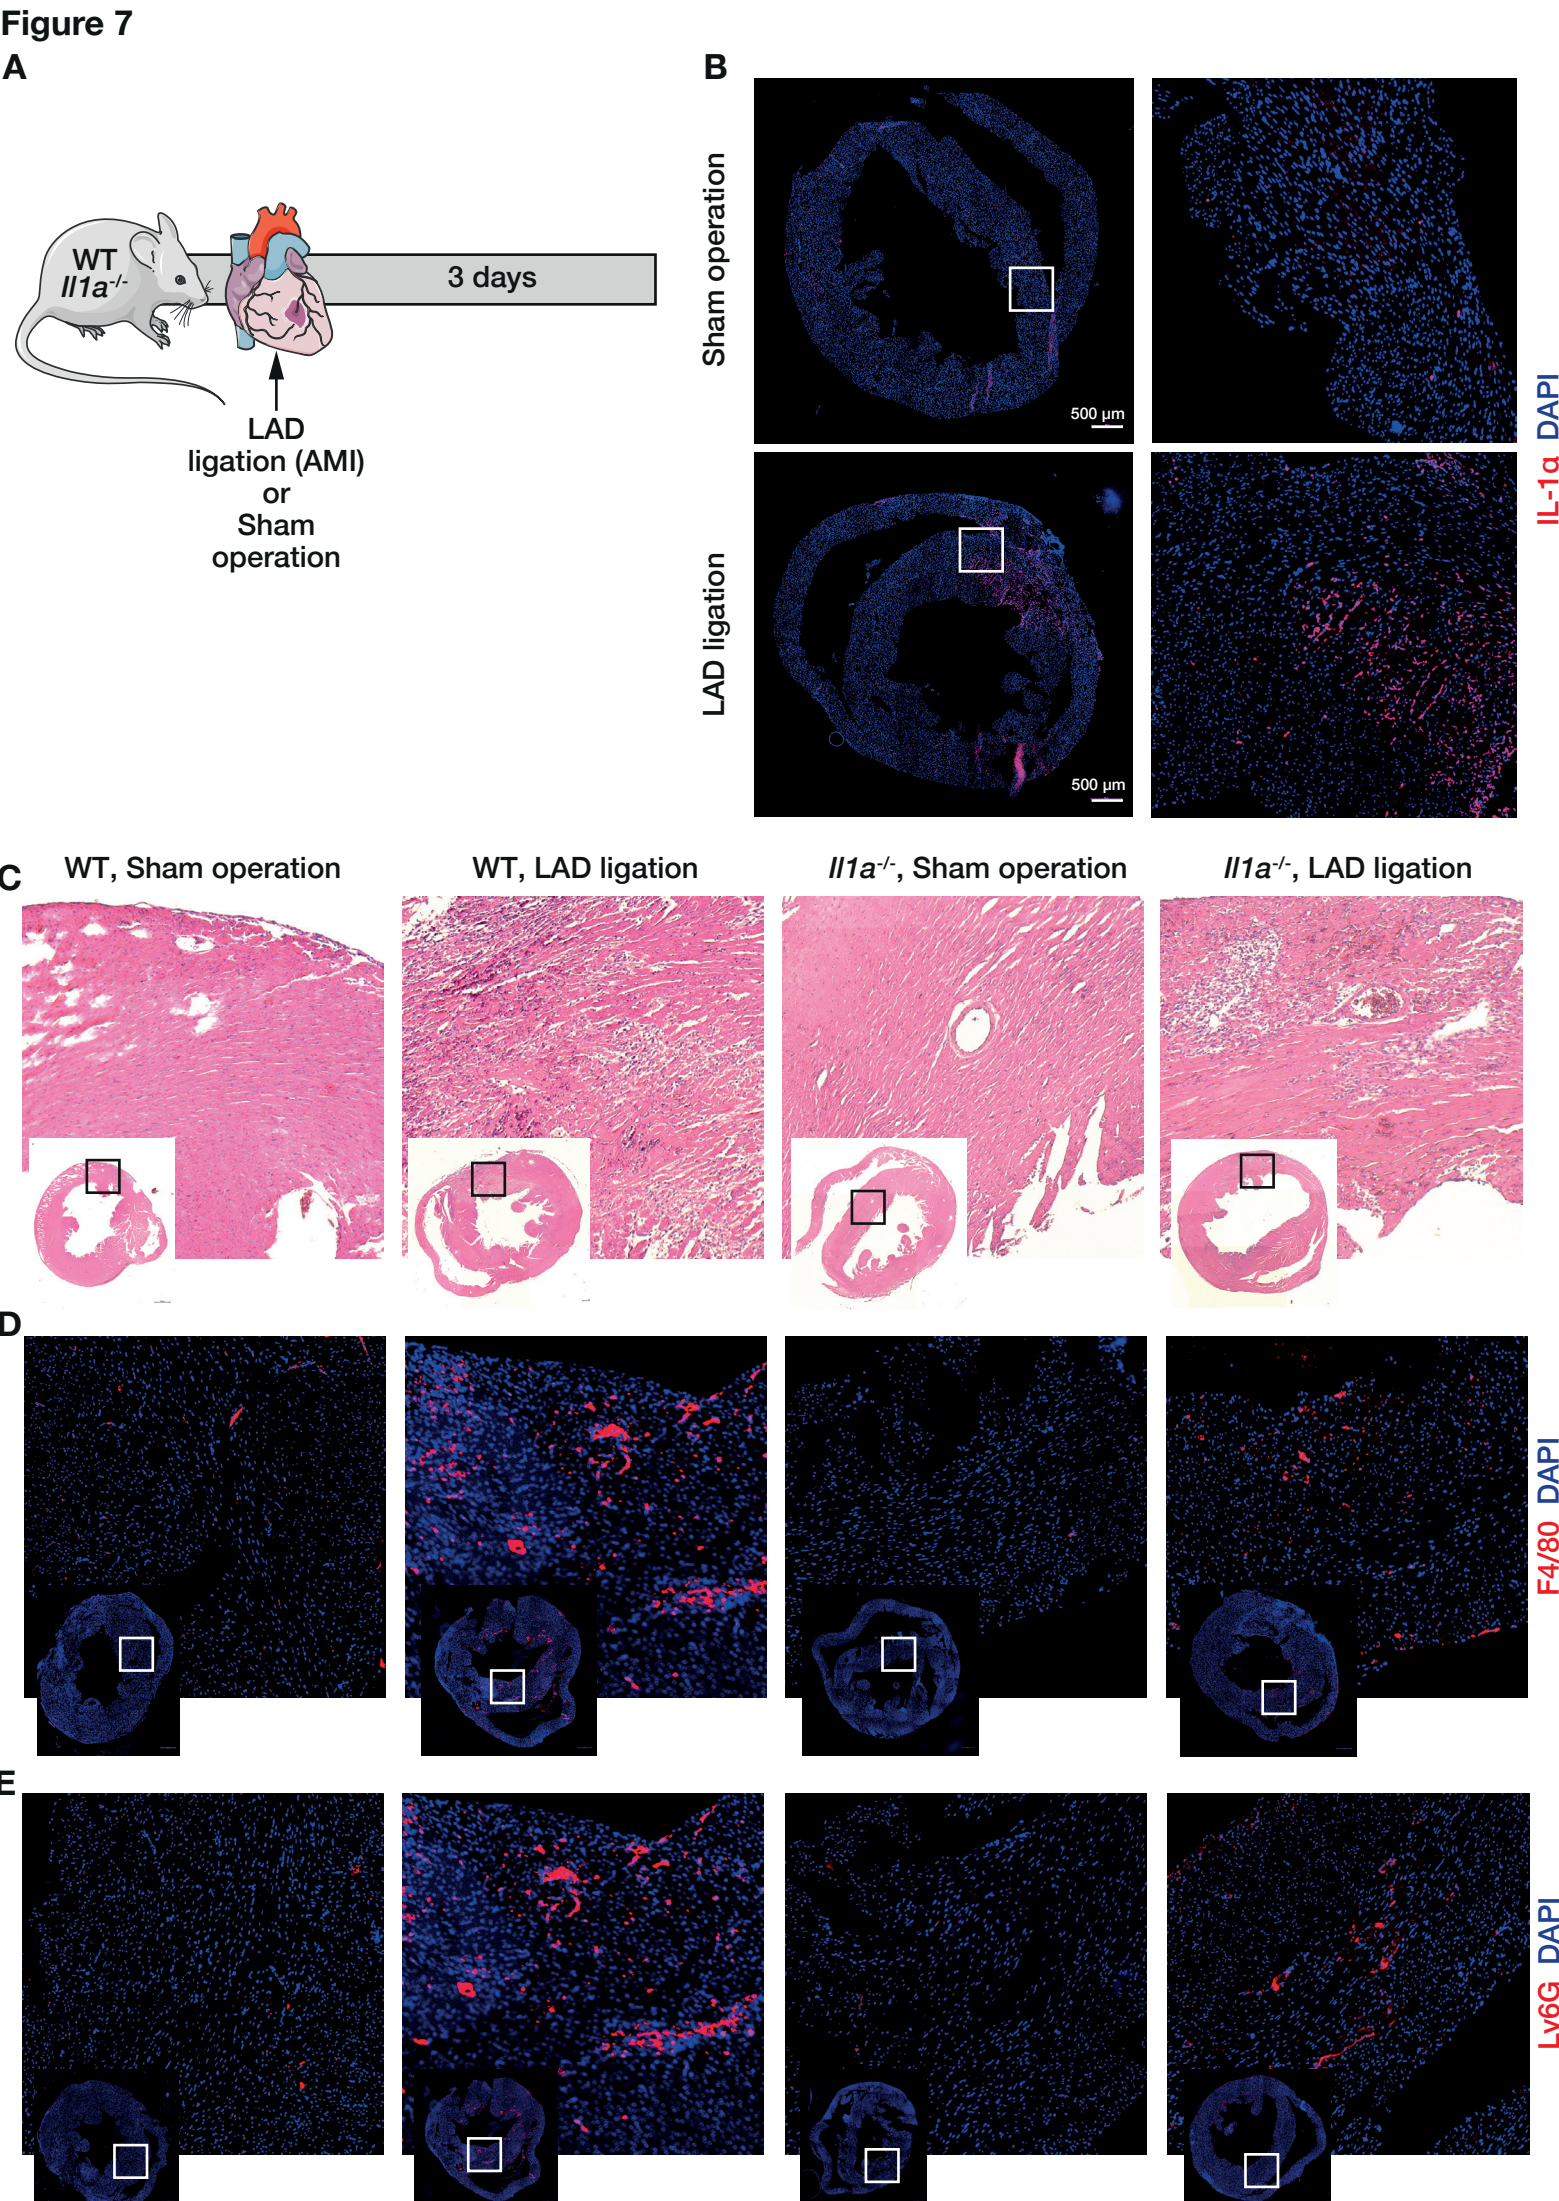 Figure 7
A
WT
Il1a-/-
3 days
LAD
ligation (AMI)
or
Sham
operation
B
Sham operation
500 µm
LAD ligation
500 µm
IL-1α DAPI
C
WT, Sham operation
WT, LAD ligation
Il1a-/-, Sham operation
Il1a-/-, LAD ligation
D
F4/80 DAPI
E
Lv6G DAPI